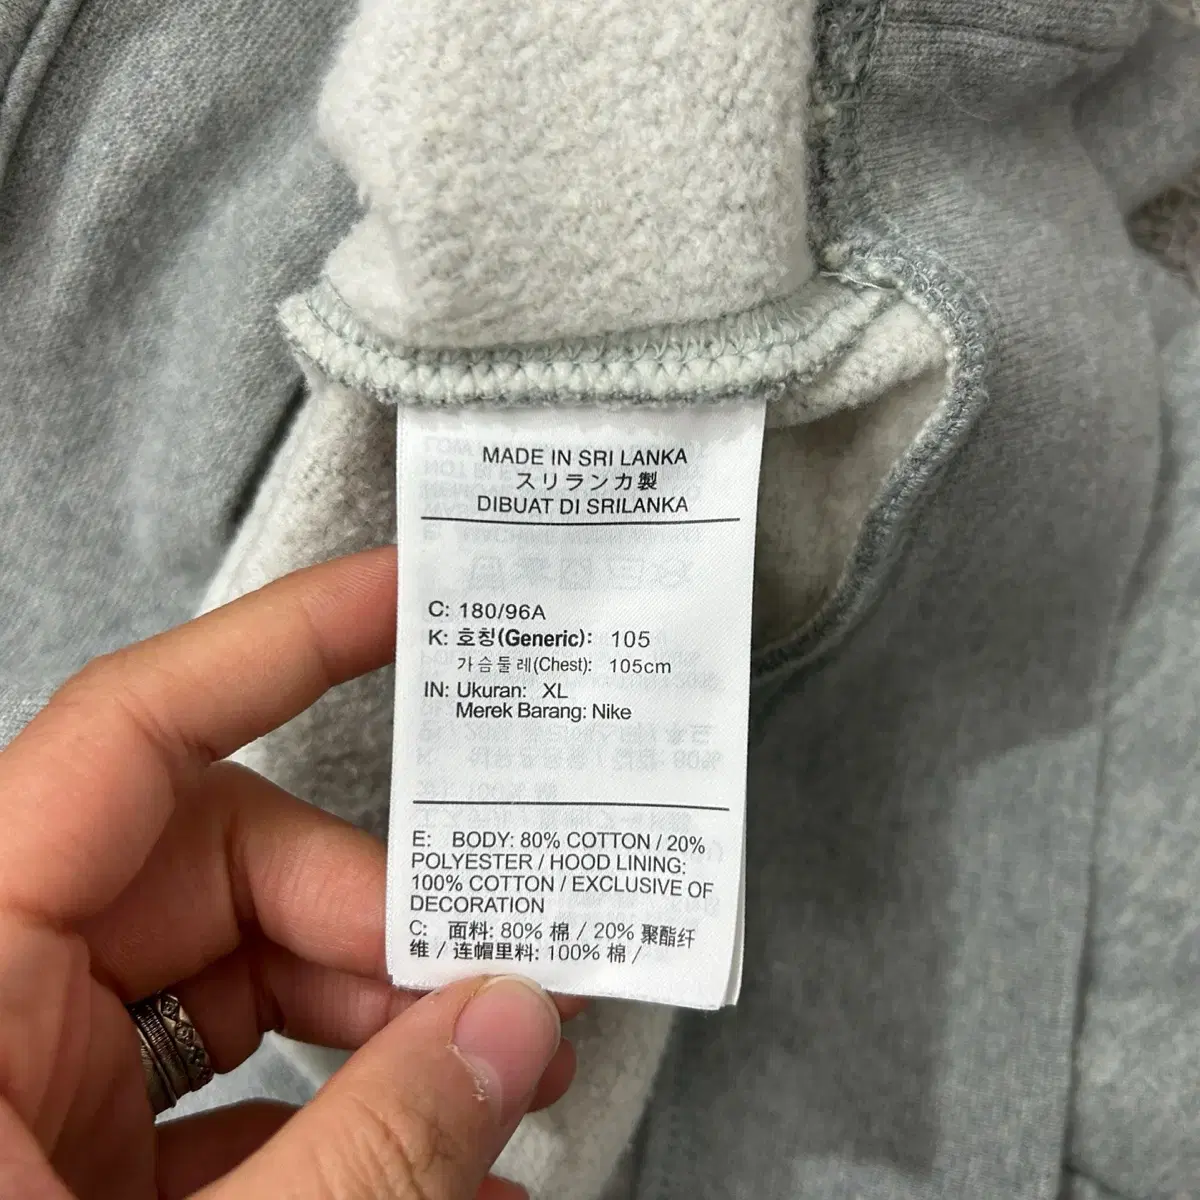 MADE IN SRI LANKA
スリランカ製
DIBUAT DI SRILANKA
C: 180/96A
K: 호칭(Generic): 105
가슴둘레(Chest): 105cm
IN: Ukuran: XL
Merek Barang: Nike
E: BODY: 80% COTTON / 20%
POLYESTER / HOOD LINING:
100% COTTON / EXCLUSIVE OF
DECORATION
C: 面料: 80% 棉 / 20% 聚酯纤
维 / 连帽里料: 100% 棉 /